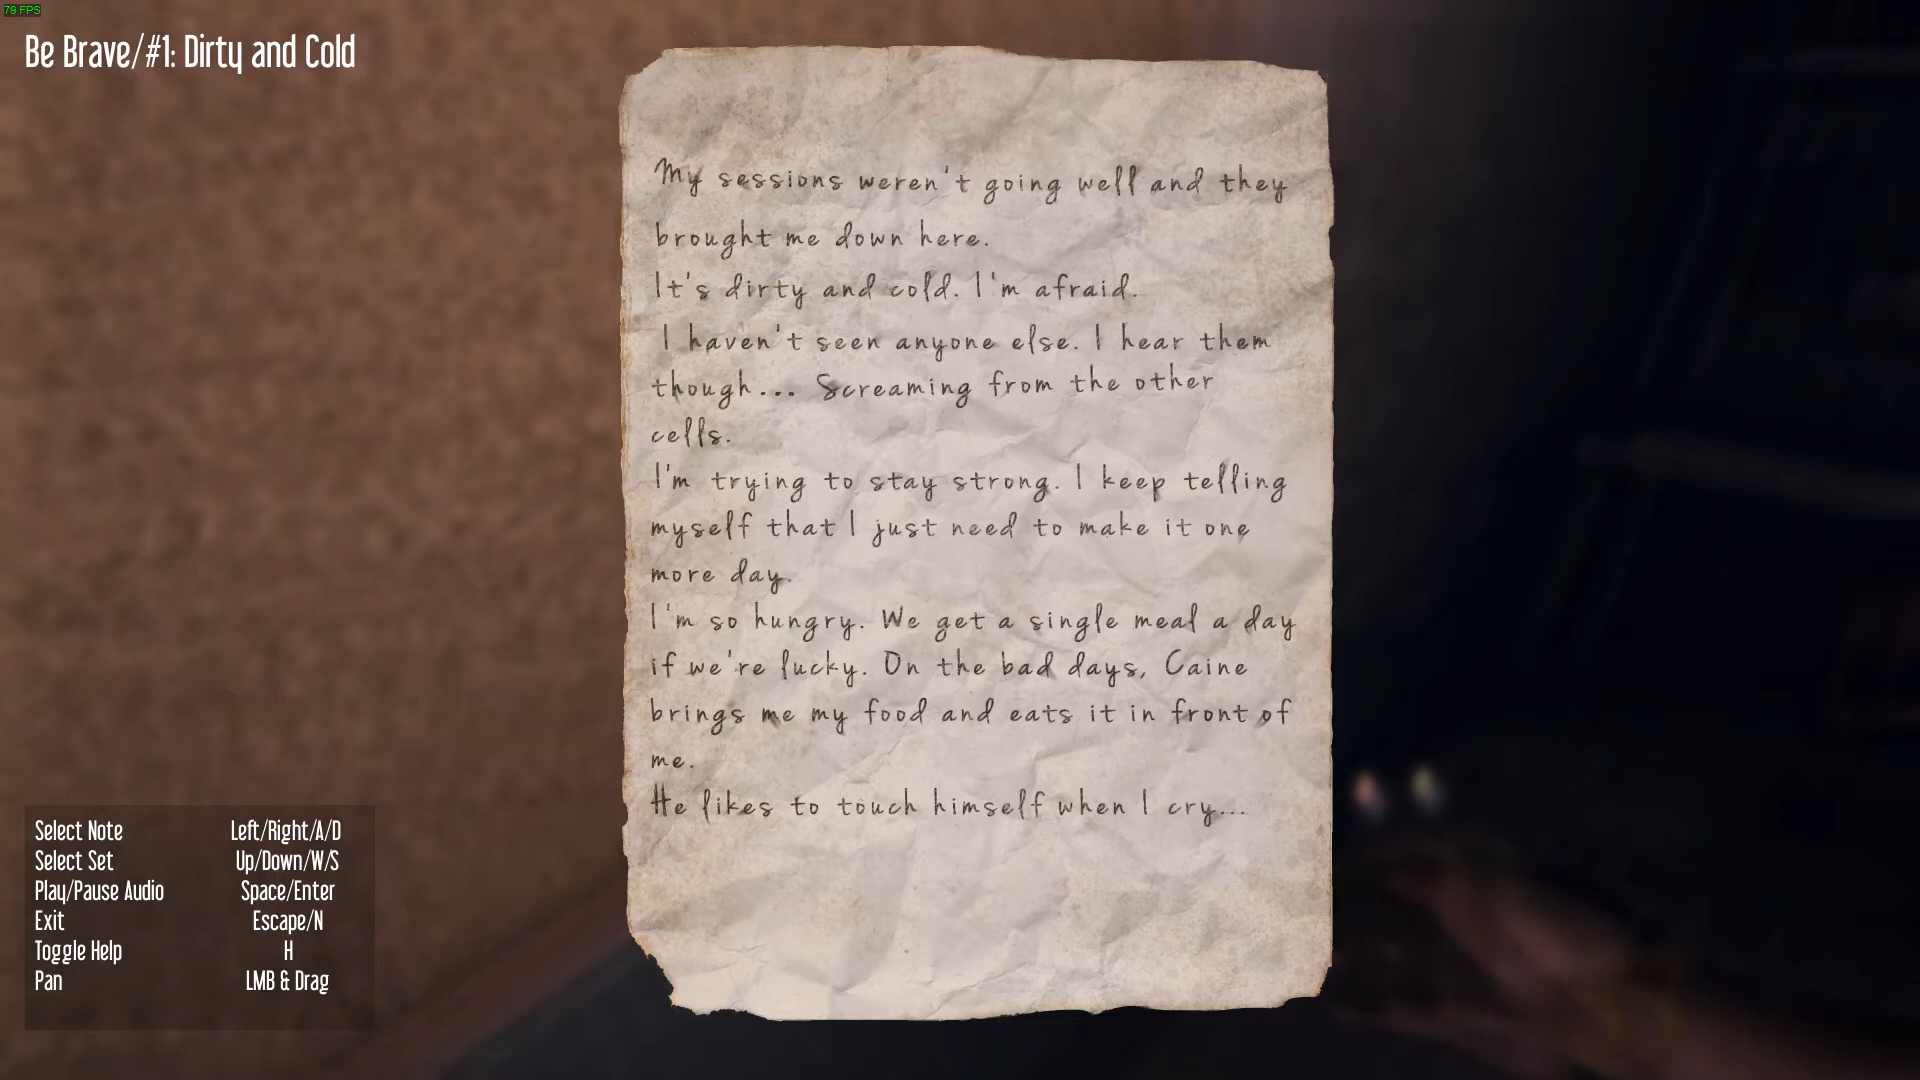 79 FPS
Be Brave/#1: Dirty and Cold
My sessions weren't going well and they
brought me down here.
It's dirty and cold. I'm afraid.
I haven't seen anyone else. I hear them
though... Screaming from the other
cells.
I'm trying to stay strong. I keep telling
myself that I just need to make it one
more day.
I'm so hungry. We get a single meal a day
if we're lucky. On the bad days, Caine
brings me my food and eats it in front of
me.
He likes to touch himself when I cry...
Select Note Left/Right/A/D
Select Set Up/Down/W/S
Play/Pause Audio Space/Enter
Exit Escape/N
Toggle Help H
Pan LMB & Drag